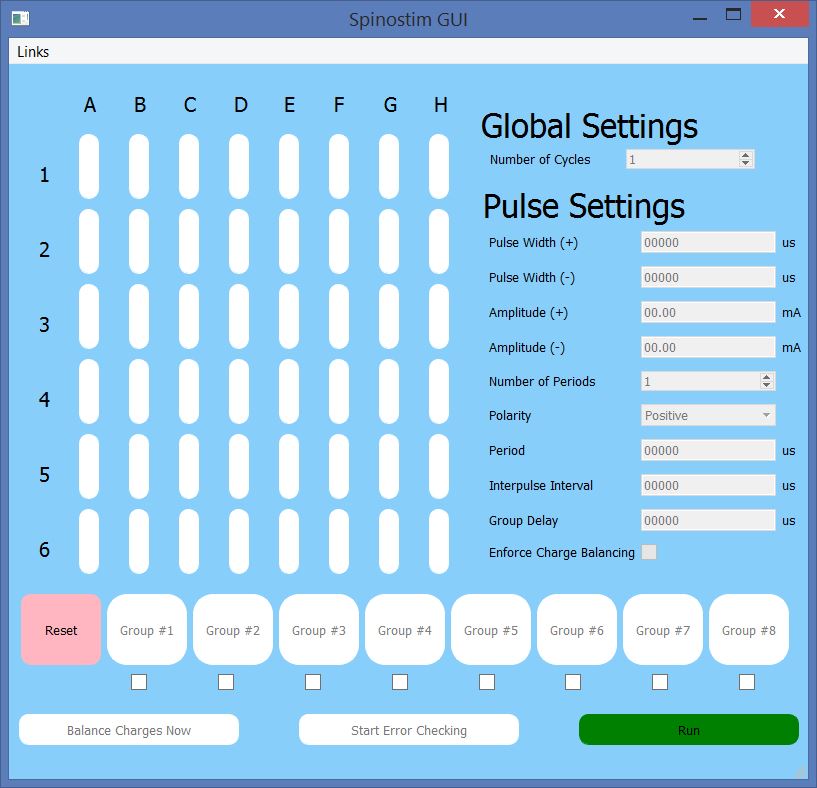 Spinostim GUI
Links
A B C D E F G H
1
2
3
4
5
6
Global Settings
Number of Cycles 1
Pulse Settings
Pulse Width (+) 00000 us
Pulse Width (-) 00000 us
Amplitude (+) 00.00 mA
Amplitude (-) 00.00 mA
Number of Periods 1
Polarity Positive
Period 00000 us
Interpulse Interval 00000 us
Group Delay 00000 us
Enforce Charge Balancing
Reset Group #1 Group #2 Group #3 Group #4 Group #5 Group #6 Group #7 Group #8
Balance Charges Now Start Error Checking Run